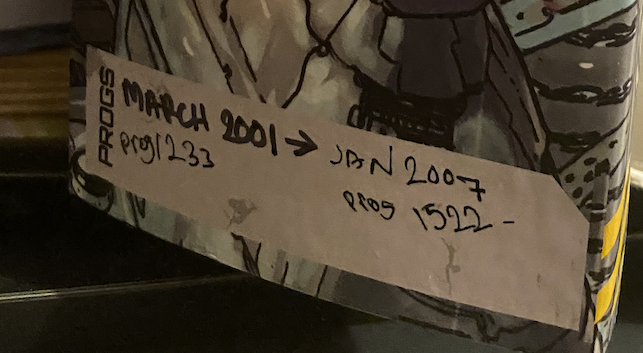 PROGS
MARCH 2001 → JAN 2007
prog 1233
prog 1522 -